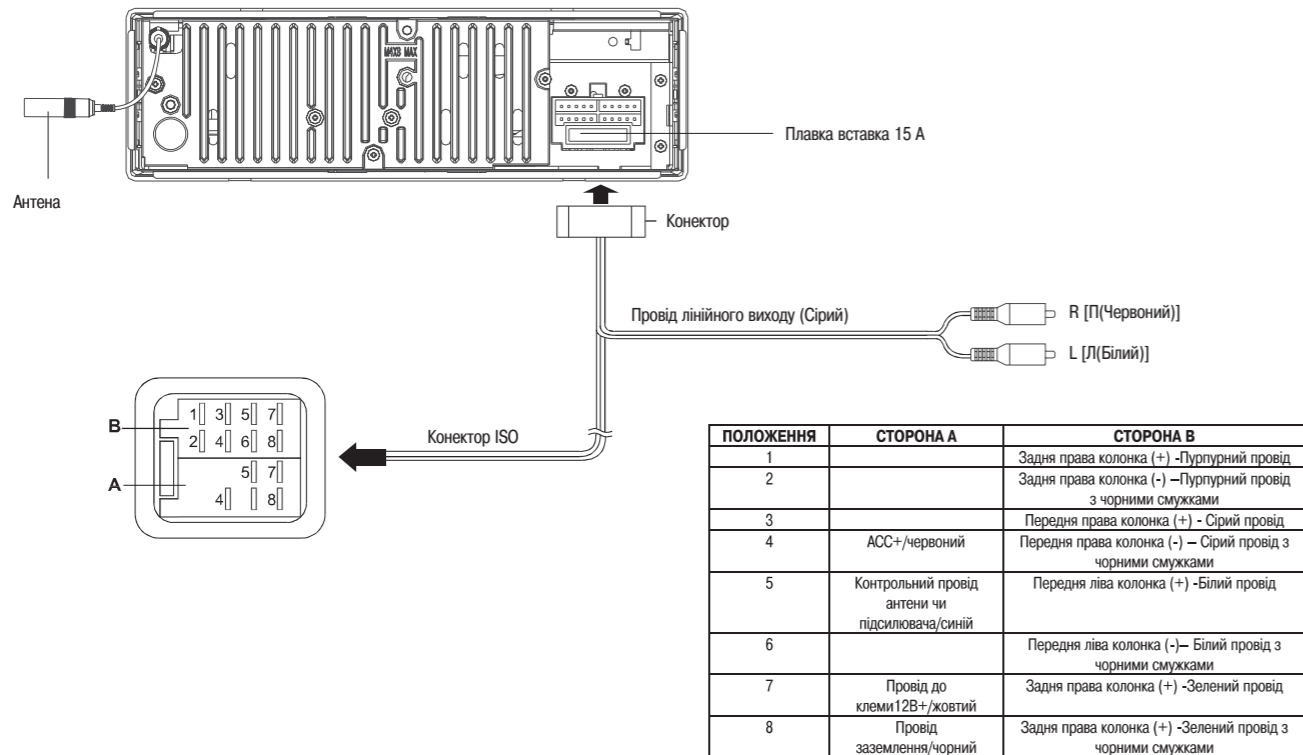 M4X8 MAX
Плавка вставка 15 А
Антена
Конектор
Провід лінійного виходу (Сірий)
R [П(Червоний)]
L [Л(Білий)]
Конектор ISO
B
1 3 5 7
2 4 6 8
A
5 7
4 8
ПОЛОЖЕННЯ СТОРОНА А СТОРОНА В
1 Задня права колонка (+) -Пурпурний провід
2 Задня права колонка (-) –Пурпурний провід
з чорними смужками
3 Передня права колонка (+) - Сірий провід
4 ACC+/червоний Передня права колонка (-) – Сірий провід з
чорними смужками
5 Контрольний провід Передня ліва колонка (+) -Білий провід
антени чи
підсилювача/синій
6 Передня ліва колонка (-)– Білий провід з
чорними смужками
7 Провід до Задня права колонка (+) -Зелений провід
клеми12В+/жовтий
8 Провід Задня права колонка (+) -Зелений провід з
заземлення/чорний чорними смужками